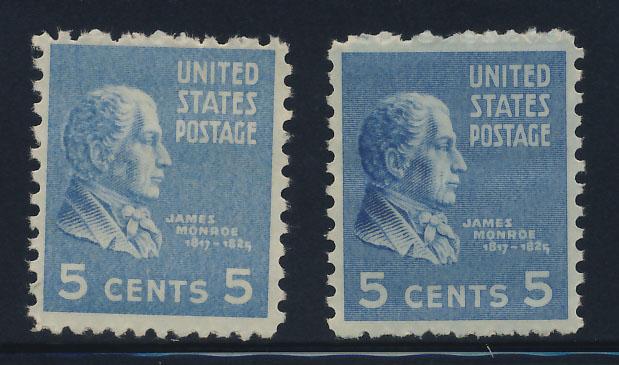 UNITED
STATES
POSTAGE
JAMES
MONROE
1817-1825
5 CENTS 5
UNITED
STATES
POSTAGE
JAMES
MONROE
1817-1825
5 CENTS 5